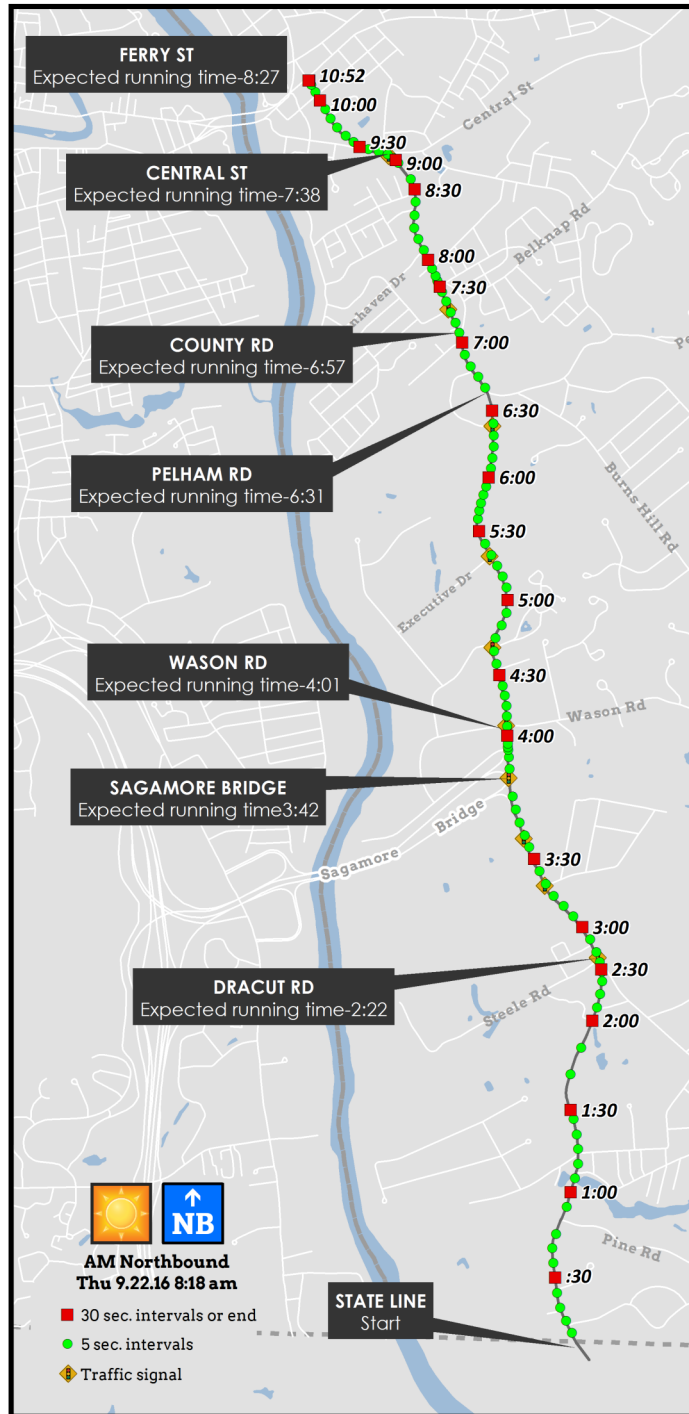 FERRY ST
Expected running time-8:27
10:52
10:00
Central St
9:30
9:00
CENTRAL ST
Expected running time-7:38
8:30
Belknap Rd
8:00
7:30
nhaven Dr
COUNTY RD
Expected running time-6:57
7:00
Pe
6:30
PELHAM RD
Expected running time-6:31
6:00
Burns Hill Rd
5:30
Executive Dr
5:00
WASON RD
Expected running time-4:01
4:30
Wason Rd
4:00
SAGAMORE BRIDGE
Expected running time3:42
Sagamore Bridge
3:30
3:00
DRACUT RD
Expected running time-2:22
2:30
Steele Rd
2:00
1:30
1:00
NB
AM Northbound
Thu 9.22.16 8:18 am
Pine Rd
:30
STATE LINE
Start
30 sec. intervals or end
5 sec. intervals
Traffic signal